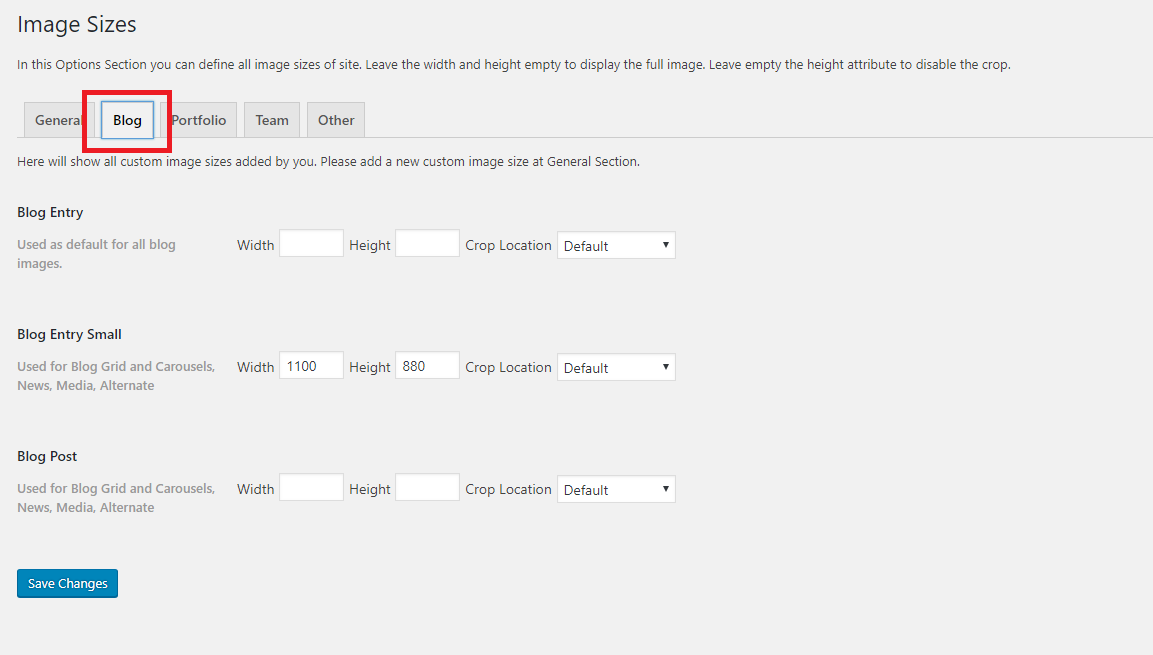 Image Sizes
In this Options Section you can define all image sizes of site. Leave the width and height empty to display the full image. Leave empty the height attribute to disable the crop.
General Blog Portfolio Team Other
Here will show all custom image sizes added by you. Please add a new custom image size at General Section.
Blog Entry
Used as default for all blog
images.
Width Height Crop Location Default
Blog Entry Small
Used for Blog Grid and Carousels,
News, Media, Alternate
Width 1100 Height 880 Crop Location Default
Blog Post
Used for Blog Grid and Carousels,
News, Media, Alternate
Width Height Crop Location Default
Save Changes